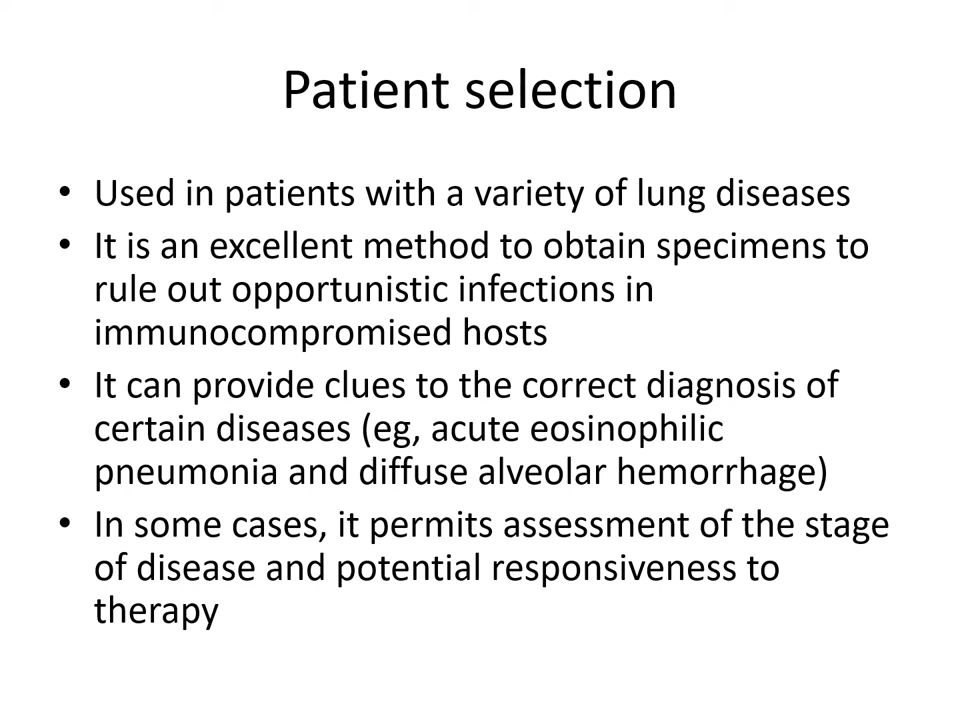 Patient selection
• Used in patients with a variety of lung diseases
• It is an excellent method to obtain specimens to
rule out opportunistic infections in
immunocompromised hosts
• It can provide clues to the correct diagnosis of
certain diseases (eg, acute eosinophilic
pneumonia and diffuse alveolar hemorrhage)
• In some cases, it permits assessment of the stage
of disease and potential responsiveness to
therapy